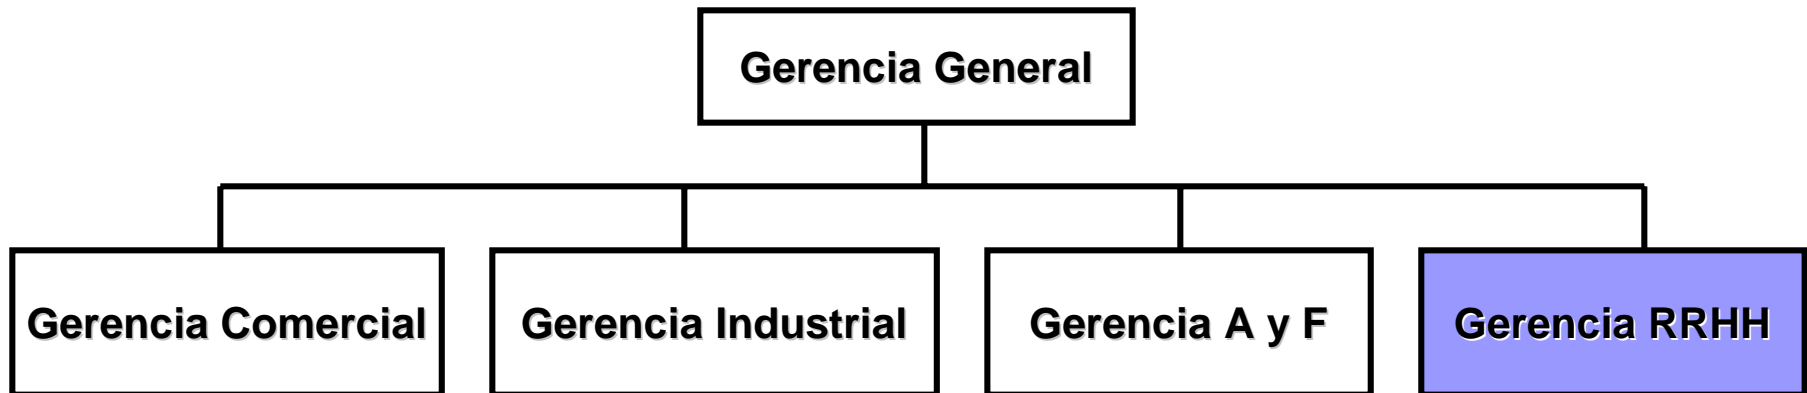 Gerencia General
Gerencia Comercial
Gerencia Industrial
Gerencia A y F
Gerencia RRHH